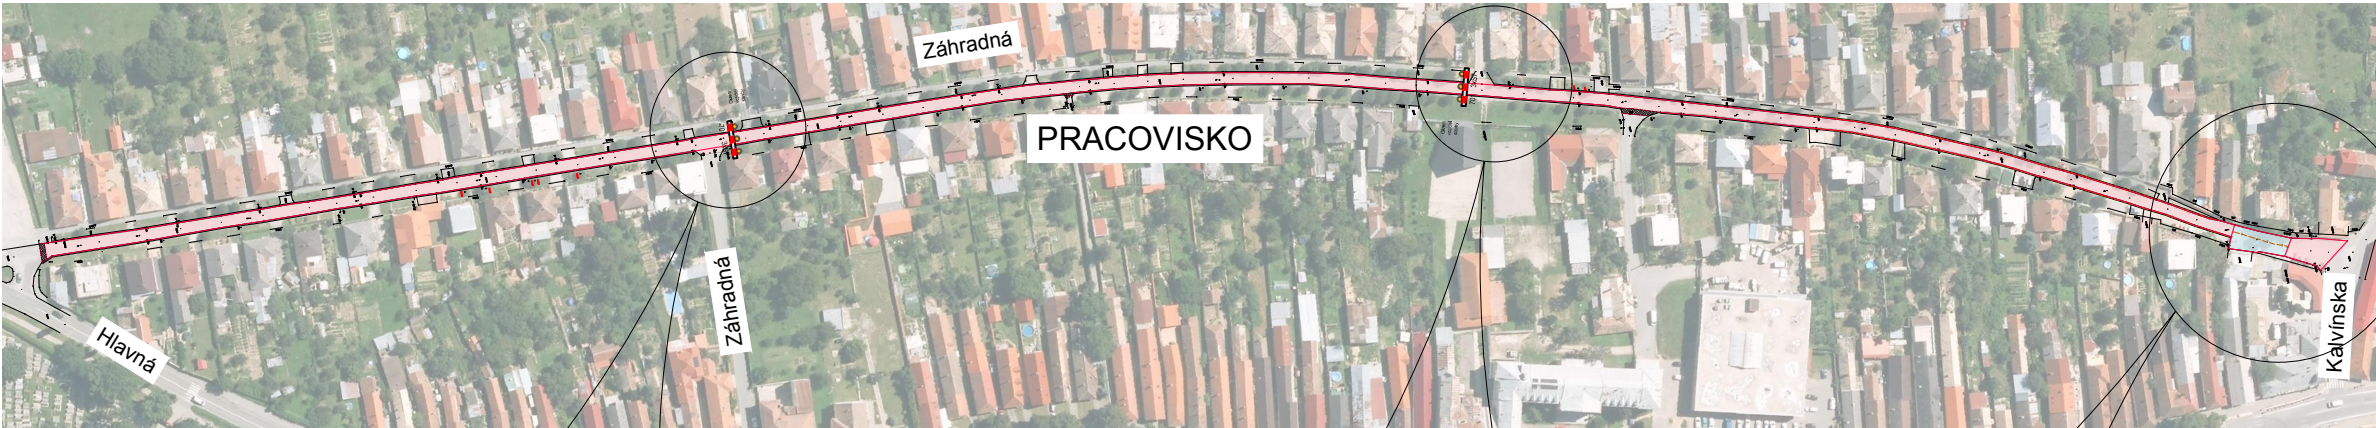 Záhradná
PRACOVISKO
Záhradná
Hlavná
Kalvínska